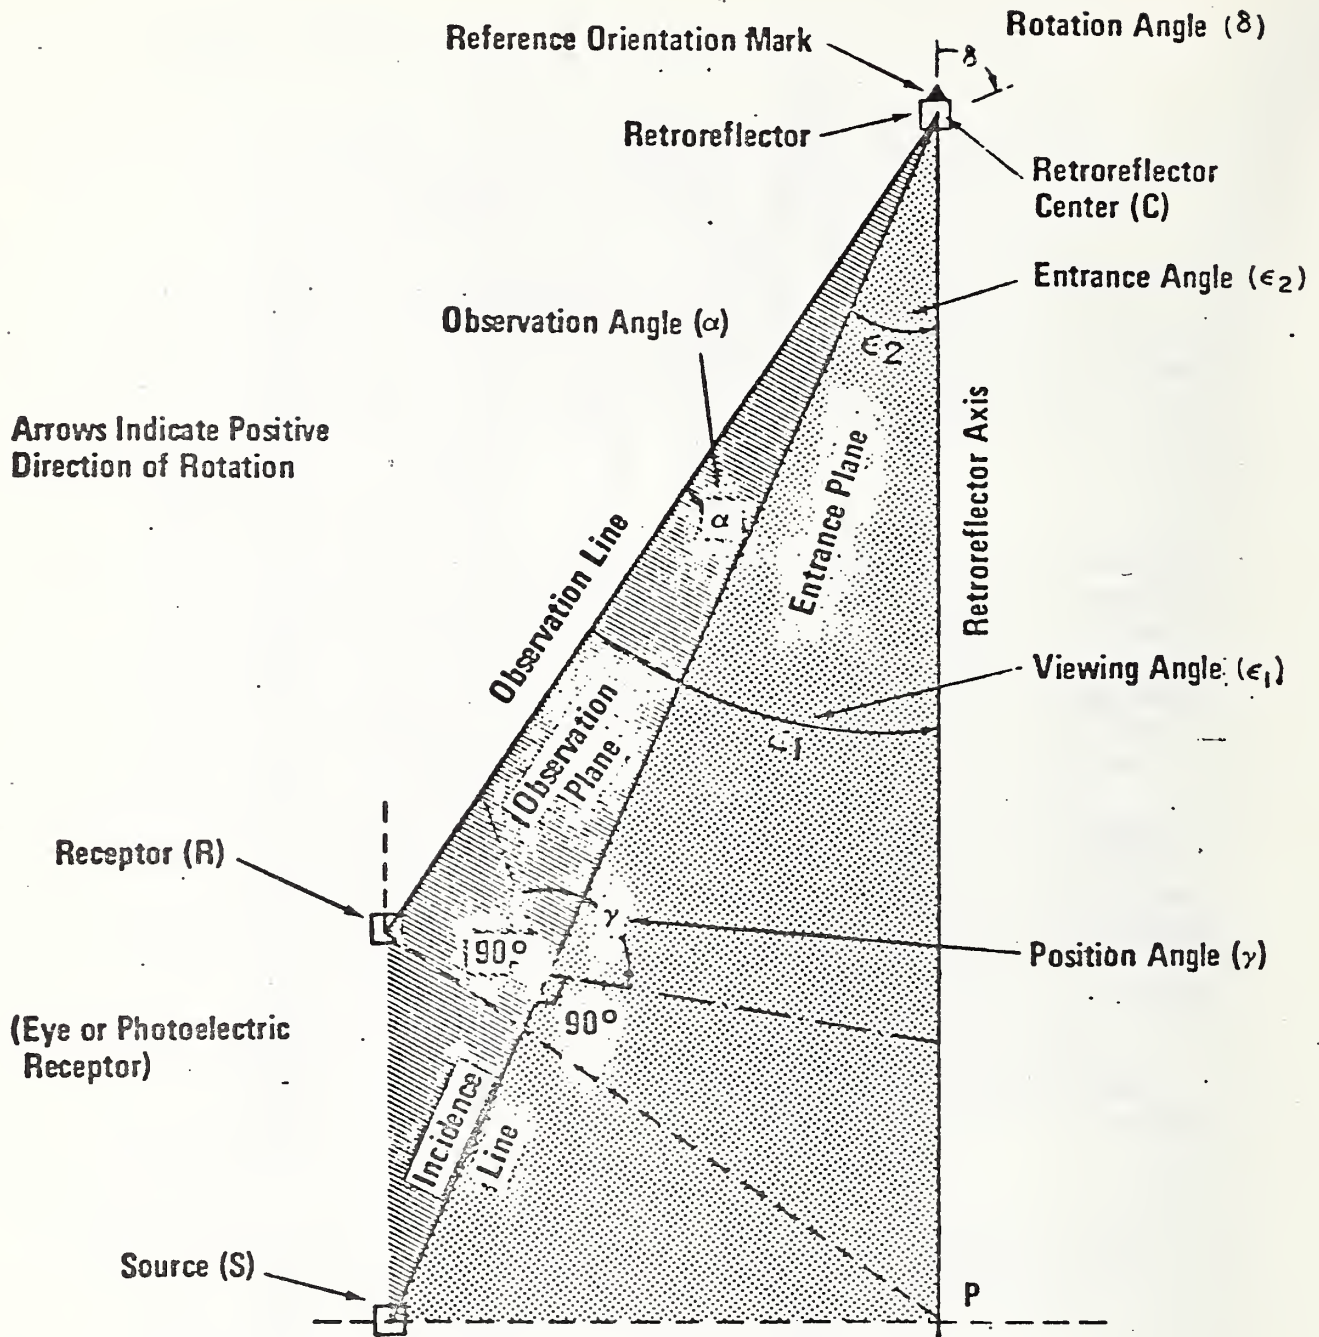 Rotation Angle (δ)
Reference Orientation Mark
δ
Retroreflector
Retroreflector
Center (C)
Entrance Angle (ϵ2)
Observation Angle (α)
ϵ2
Arrows Indicate Positive
Direction of Rotation
Retroreflector Axis
Entrance Plane
α
Observation Line
Viewing Angle (ϵ1)
ϵ1
Observation
Plane
Receptor (R)
γ
90°
Position Angle (γ)
90°
(Eye or Photoelectric
Receptor)
Incidence
Line
Source (S)
P